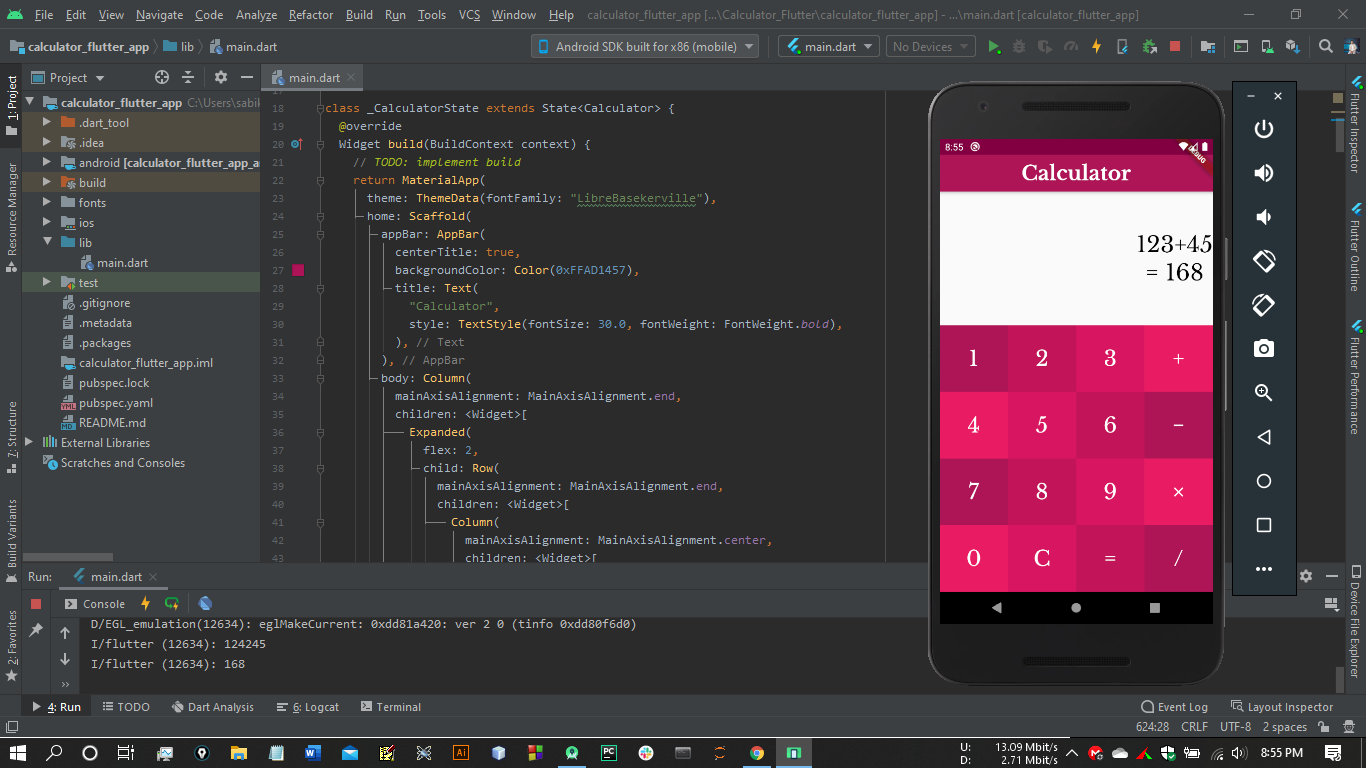 File Edit View Navigate Code Analyze Refactor Build Run Tools VCS Window Help calculator_flutter_app [...\Calculator_Flutter\calculator_flutter_app] - ...\main.dart [calculator_flutter_app]
calculator_flutter_app lib main.dart Android SDK built for x86 (mobile) main.dart No Devices
Project main.dart
1: Project
Resource Manager
7: Structure
Build Variants
2: Favorites
calculator_flutter_app C:\Users\sabik
.dart_tool
.idea
android [calculator_flutter_app_a
build
fonts
ios
lib
main.dart
test
.gitignore
.metadata
.packages
calculator_flutter_app.iml
pubspec.lock
pubspec.yaml
README.md
External Libraries
Scratches and Consoles
18 class _CalculatorState extends State<Calculator> {
19 @override
20 Widget build(BuildContext context) {
21 // TODO: implement build
22 return MaterialApp(
23 theme: ThemeData(fontFamily: "LibreBasekerville"),
24 home: Scaffold(
25 appBar: AppBar(
26 centerTitle: true,
27 backgroundColor: Color(0xFFAD1457),
28 title: Text(
29 "Calculator",
30 style: TextStyle(fontSize: 30.0, fontWeight: FontWeight.bold),
31 ), // Text
32 ), // AppBar
33 body: Column(
34 mainAxisAlignment: MainAxisAlignment.end,
35 children: <Widget>[
36 Expanded(
37 flex: 2,
38 child: Row(
39 mainAxisAlignment: MainAxisAlignment.end,
40 children: <Widget>[
41 Column(
42 mainAxisAlignment: MainAxisAlignment.center,
43 children: <Widget>[
8:55
DEBUG
Calculator
123+45
= 168
1 2 3 +
4 5 6 −
7 8 9 ×
0 C = /
Flutter Inspector
Flutter Outline
Flutter Performance
Device File Explorer
Run: main.dart
Console
D/EGL_emulation(12634): eglMakeCurrent: 0xdd81a420: ver 2 0 (tinfo 0xdd80f6d0)
I/flutter (12634): 124245
I/flutter (12634): 168
4: Run TODO Dart Analysis 6: Logcat Terminal Event Log Layout Inspector
624:28 CRLF UTF-8 2 spaces
W Ai PC
U: 13.09 Mbit/s
D: 2.71 Mbit/s
8:55 PM